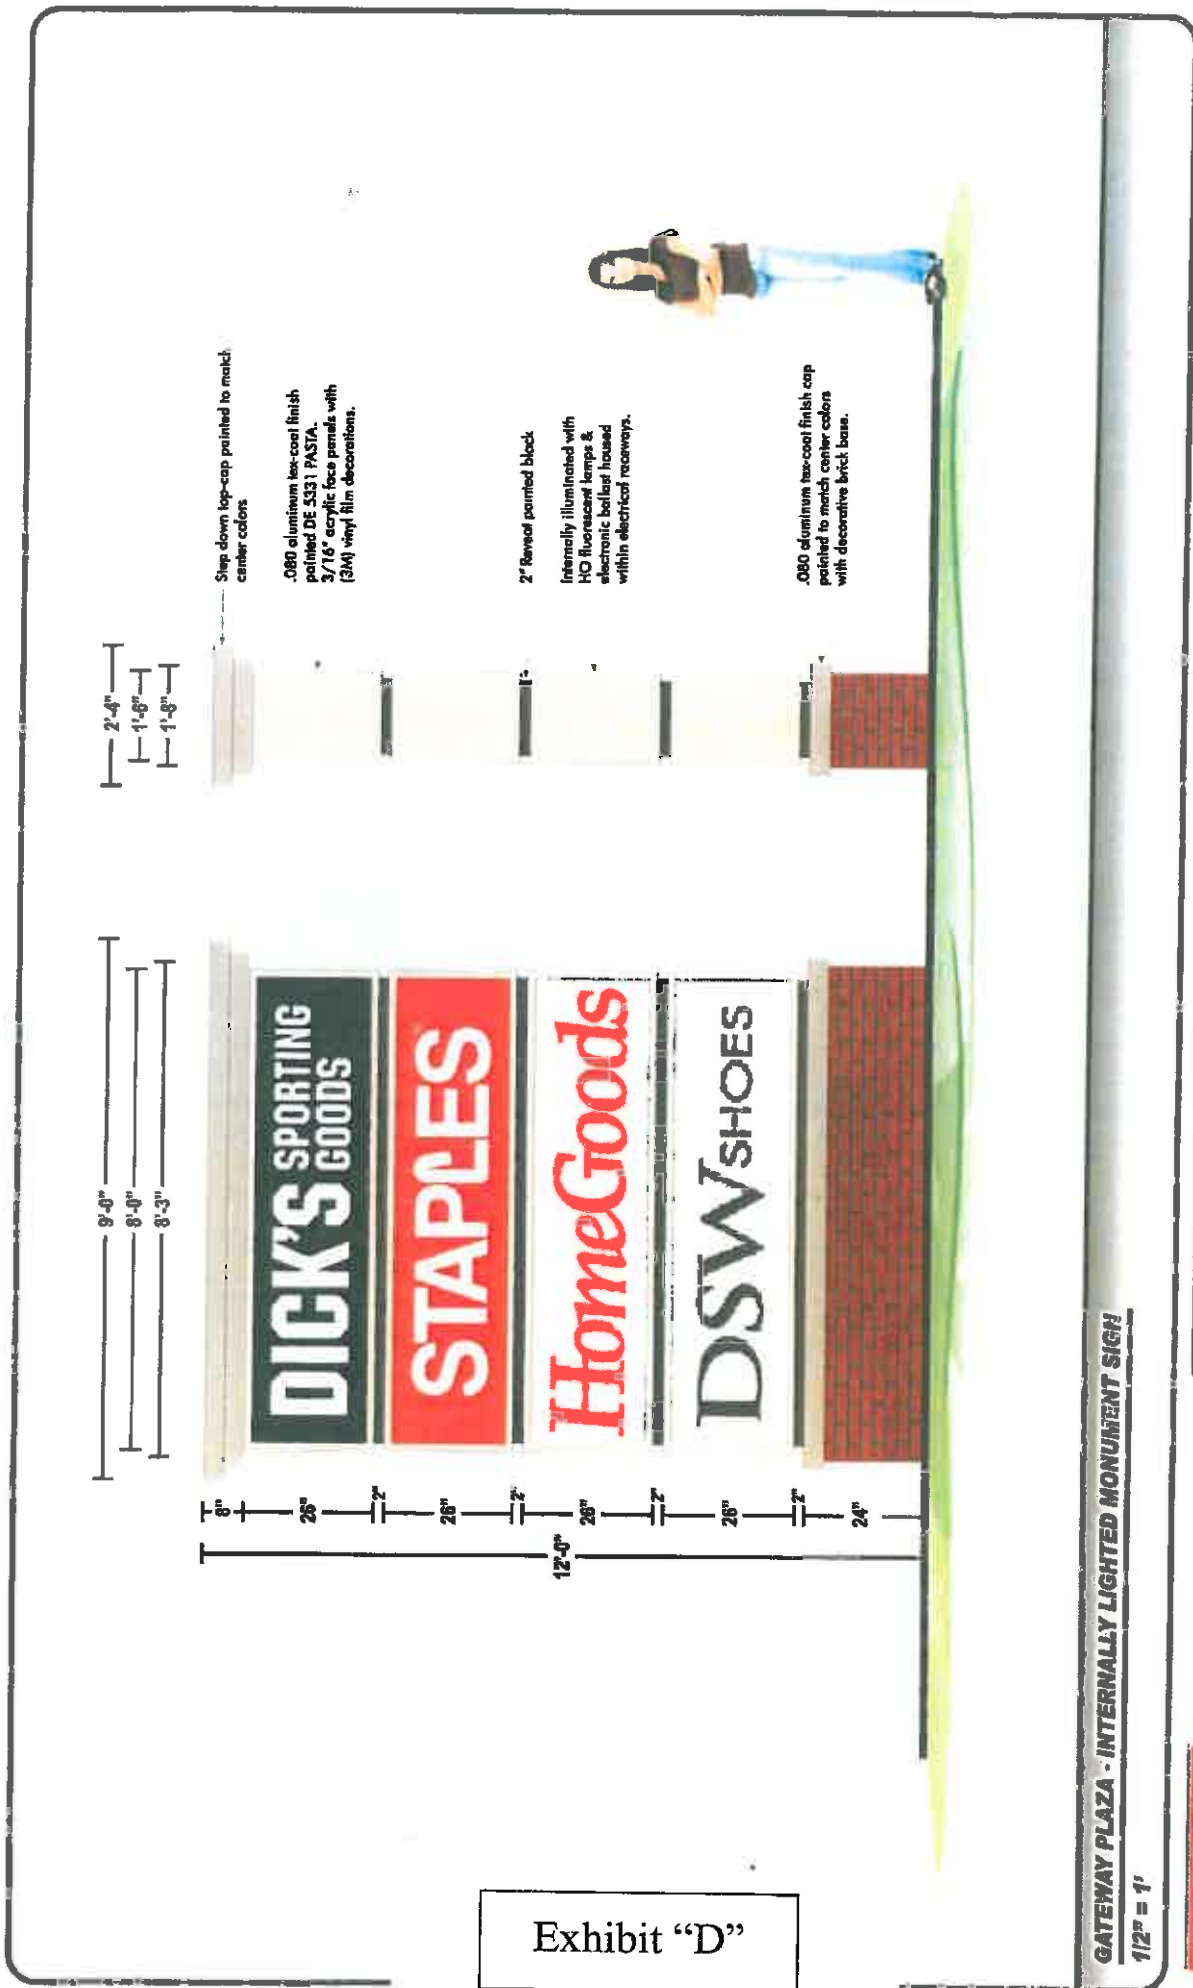 9'-0"
8'-0"
8'-3"
2'-4"
1'-6"
1'-8"
8"
26"
2"
26"
2"
26"
2"
26"
2"
24"
12'-0"
DICK'S SPORTING
GOODS
STAPLES
HomeGoods
DSW SHOES
Step down top-cap painted to match
center colors
.080 aluminum tex-coat finish
painted DE 5331 PASTA.
3/16" acrylic face panels with
(3M) vinyl film decorations.
2" Reveal painted black
Internally illuminated with
HO fluorescent lamps &
electronic ballast housed
within electrical raceways.
.080 aluminum tex-coat finish cap
painted to match center colors
with decorative brick base.
GATEWAY PLAZA - INTERNALLY LIGHTED MONUMENT SIGN
1/2" = 1'
Exhibit “D”